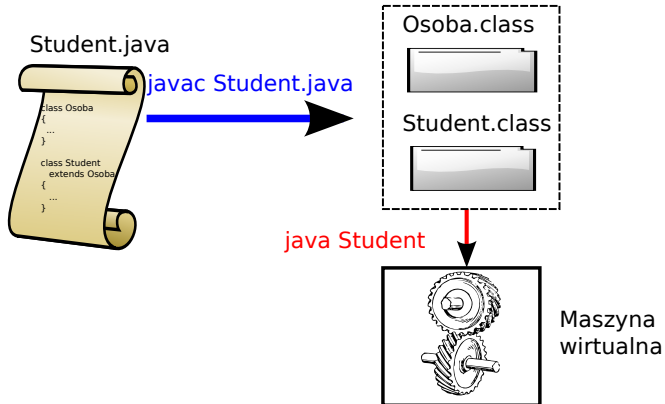 Student.java
class Osoba
{
...
}
class Student
extends Osoba
{
...
}
javac Student.java
Osoba.class
Student.class
java Student
Maszyna
wirtualna